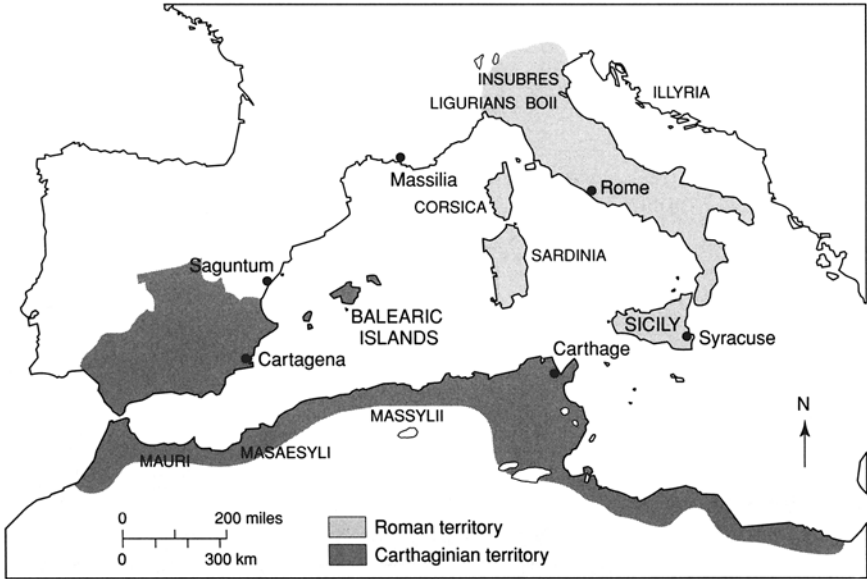 INSUBRES
LIGURIANS BOII
ILLYRIA
Massilia
Rome
CORSICA
SARDINIA
Saguntum
BALEARIC
ISLANDS
SICILY
Syracuse
Cartagena
Carthage
MASSYLII
MAURI
MASAESYLI
N
0 200 miles
0 300 km
Roman territory
Carthaginian territory